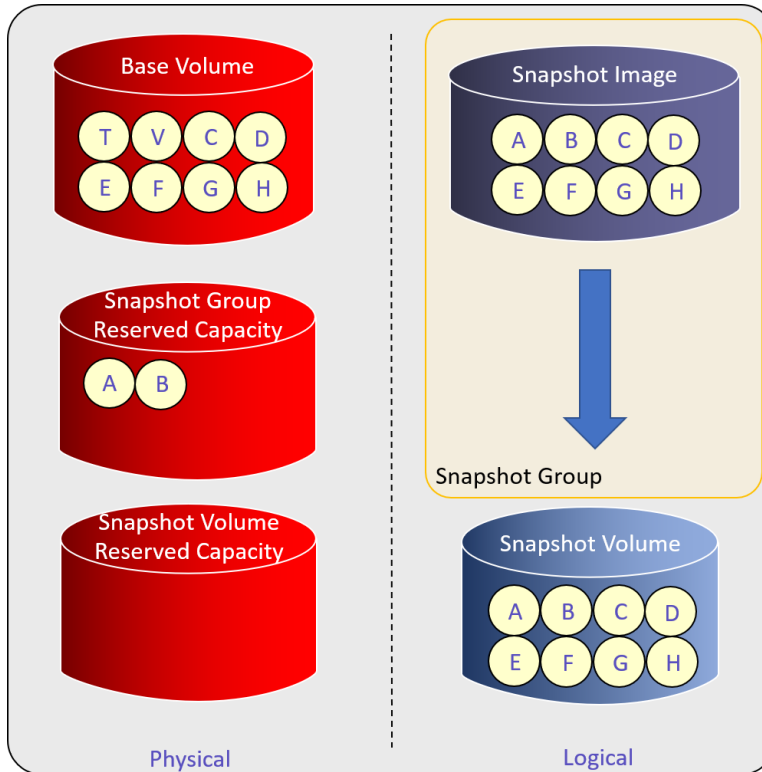 Base Volume
T V C D
E F G H
Snapshot Group
Reserved Capacity
A B
Snapshot Volume
Reserved Capacity
Physical
Snapshot Image
A B C D
E F G H
Snapshot Group
Snapshot Volume
A B C D
E F G H
Logical